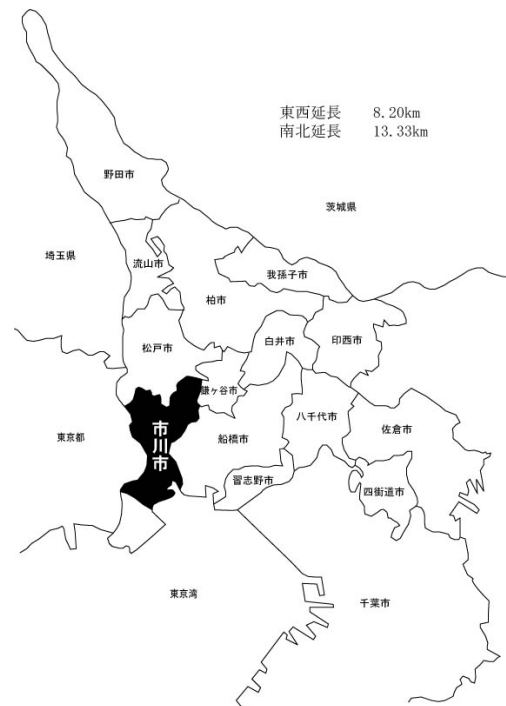 東西延長 8.20km
南北延長 13.33km
野田市
茨城県
埼玉県
流山市
我孫子市
柏市
松戸市
白井市
印西市
鎌ヶ谷市
市川市
東京都
船橋市
八千代市
佐倉市
習志野市
四街道市
東京湾
千葉市